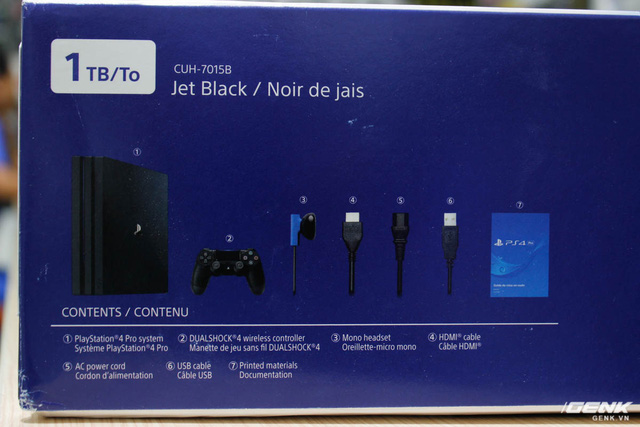 1 TB/To
CUH-7015B
Jet Black / Noir de jais
①
②
③
④
⑤
⑥
⑦
PS4 PRO
CONTENTS / CONTENU
① PlayStation®4 Pro system
Système PlayStation®4 Pro
② DUALSHOCK®4 wireless controller
Manette de jeu sans fil DUALSHOCK®4
③ Mono headset
Oreillette-micro mono
④ HDMI® cable
Câble HDMI®
⑤ AC power cord
Cordon d'alimentation
⑥ USB cable
Câble USB
⑦ Printed materials
Documentation
GENK
GENK.VN